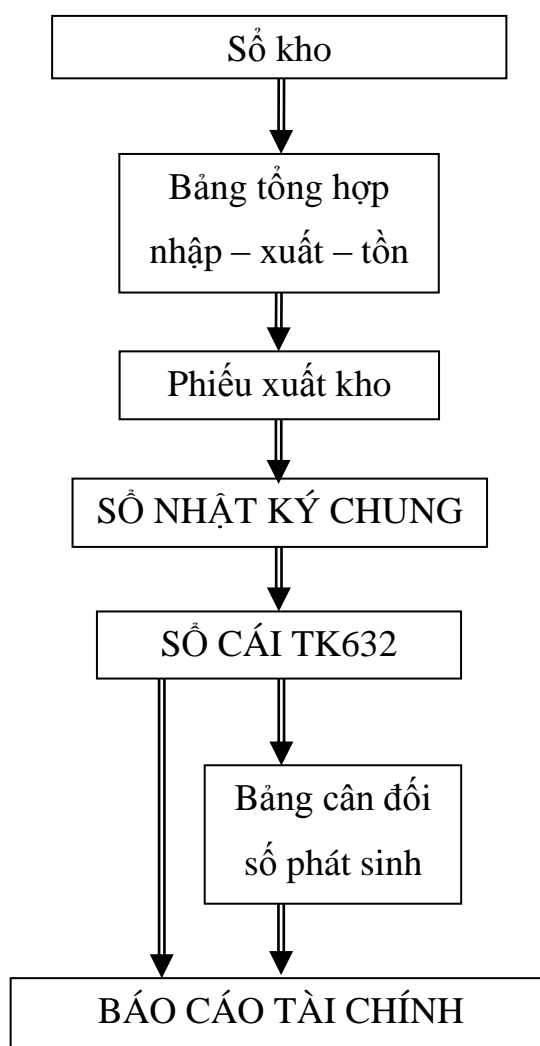 Sổ kho
Bảng tổng hợp
nhập – xuất – tồn
Phiếu xuất kho
SỔ NHẬT KÝ CHUNG
SỔ CÁI TK632
Bảng cân đối
số phát sinh
BÁO CÁO TÀI CHÍNH